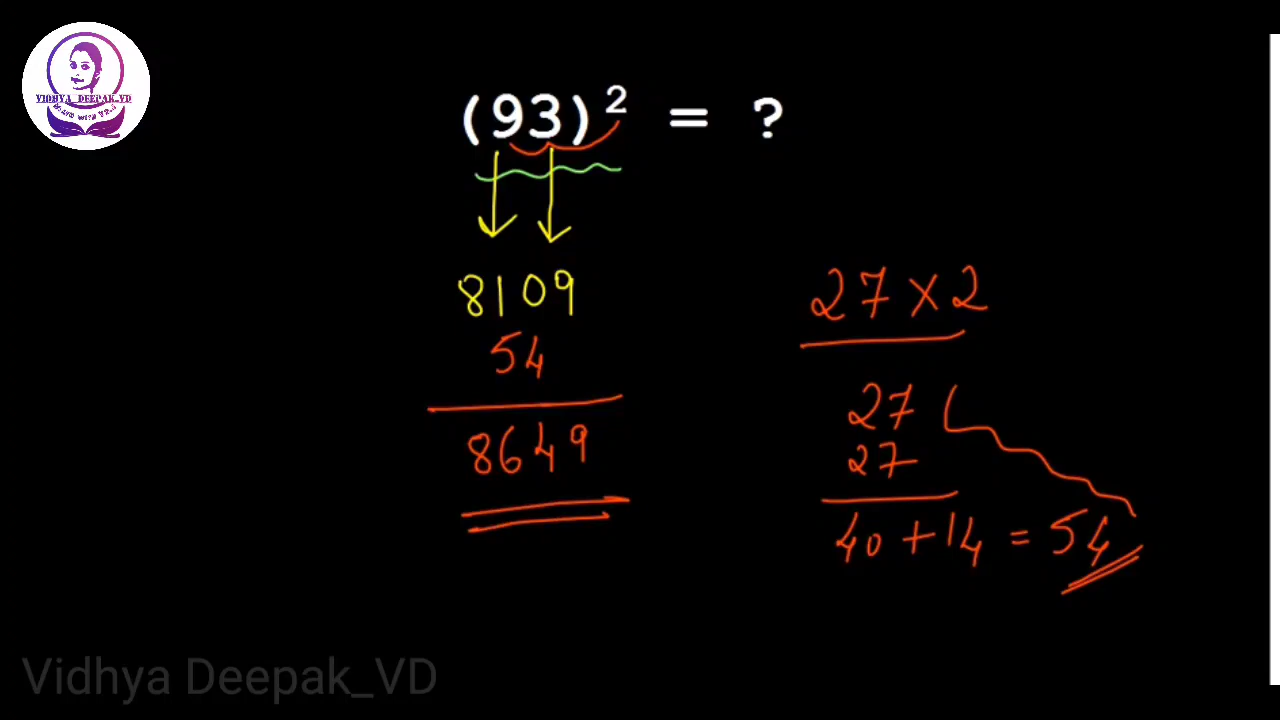 VIDHYA_DEEPAK_VD
(93)² = ?
8109
54
8649
27 × 2
27
27
40 + 14 = 54
Vidhya Deepak_VD